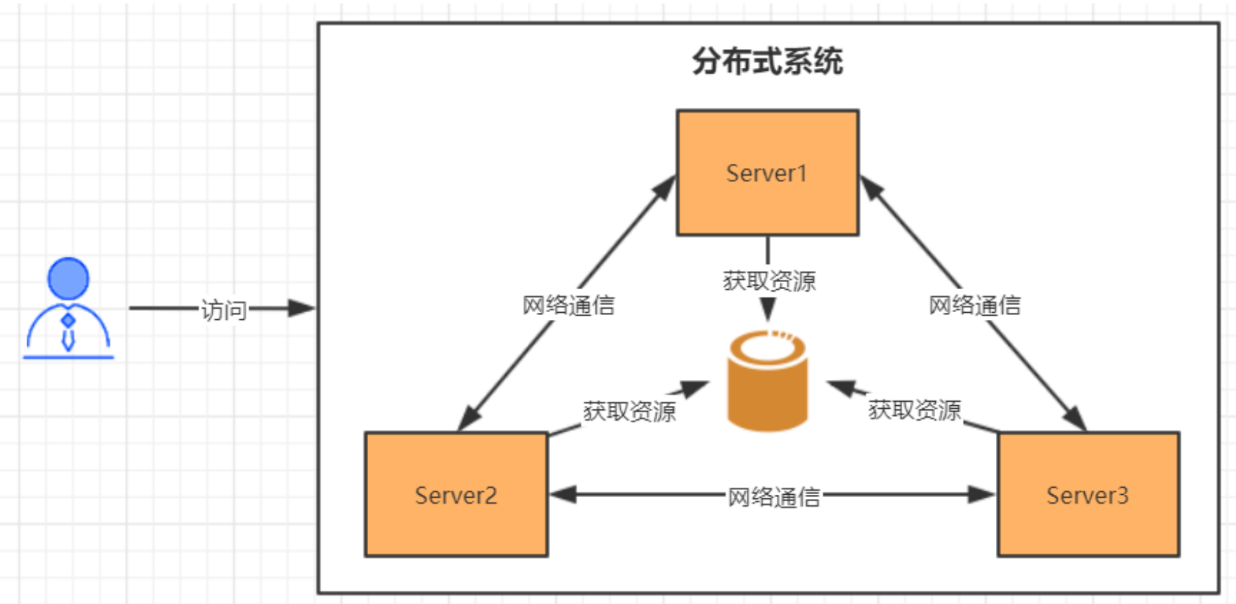 分布式系统
Server1
获取资源
网络通信
网络通信
访问
获取资源
获取资源
Server2
网络通信
Server3